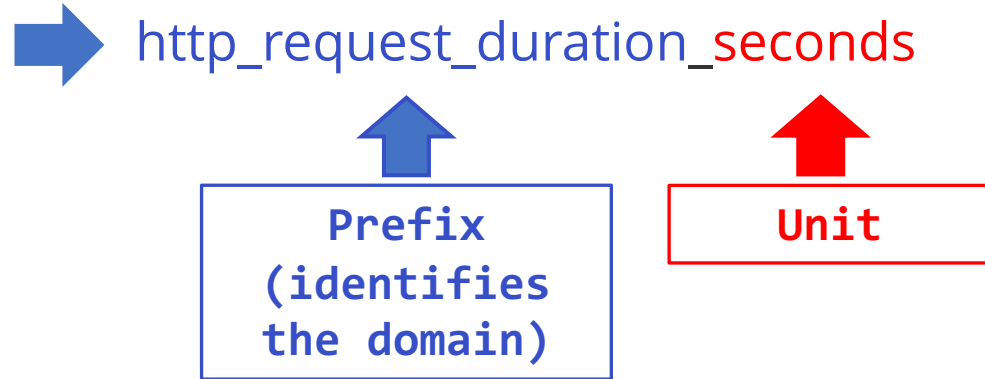 http_request_duration_seconds
Prefix
(identifies
the domain)
Unit